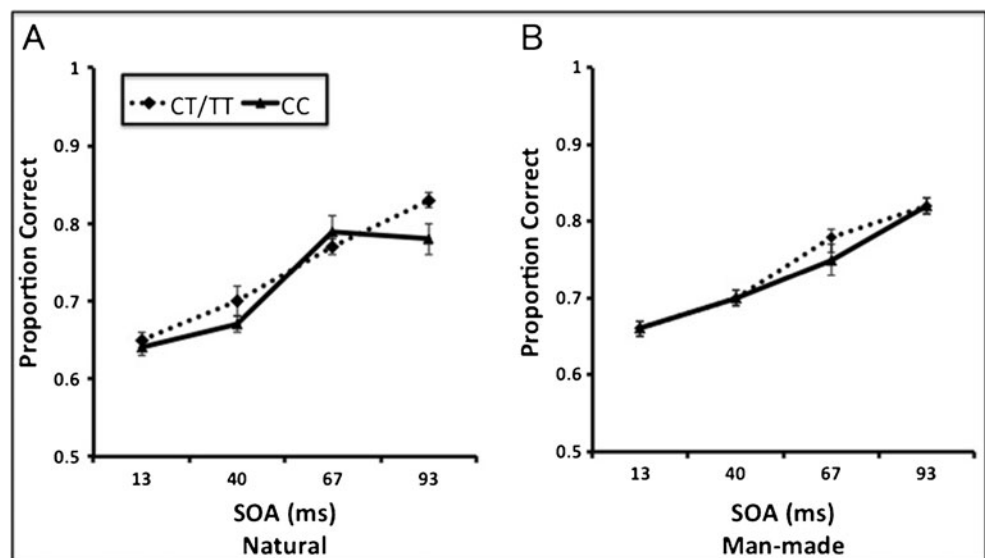 A
1
CT/TT CC
0.9
0.8
0.7
0.6
0.5
Proportion Correct
13 40 67 93
SOA (ms)
Natural
B
1
0.9
0.8
0.7
0.6
0.5
Proportion Correct
13 40 67 93
SOA (ms)
Man-made